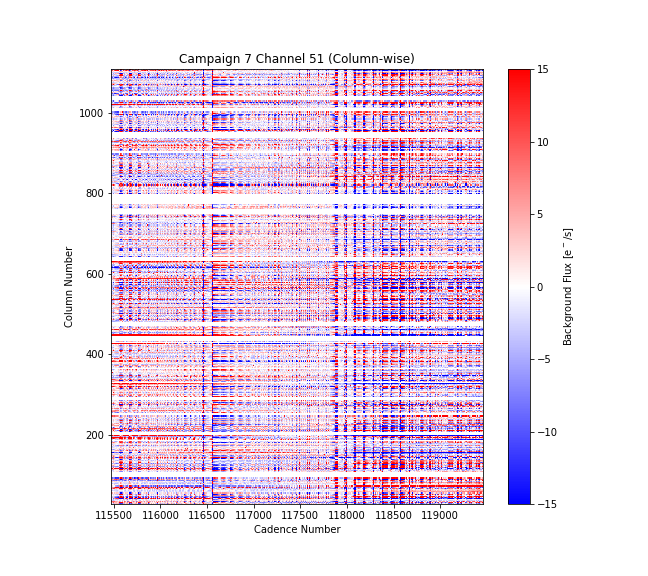 Campaign 7 Channel 51 (Column-wise)
1000
800
600
400
200
Column Number
115500 116000 116500 117000 117500 118000 118500 119000
Cadence Number
15
10
5
0
−5
−10
−15
Background Flux [e⁻ /s]